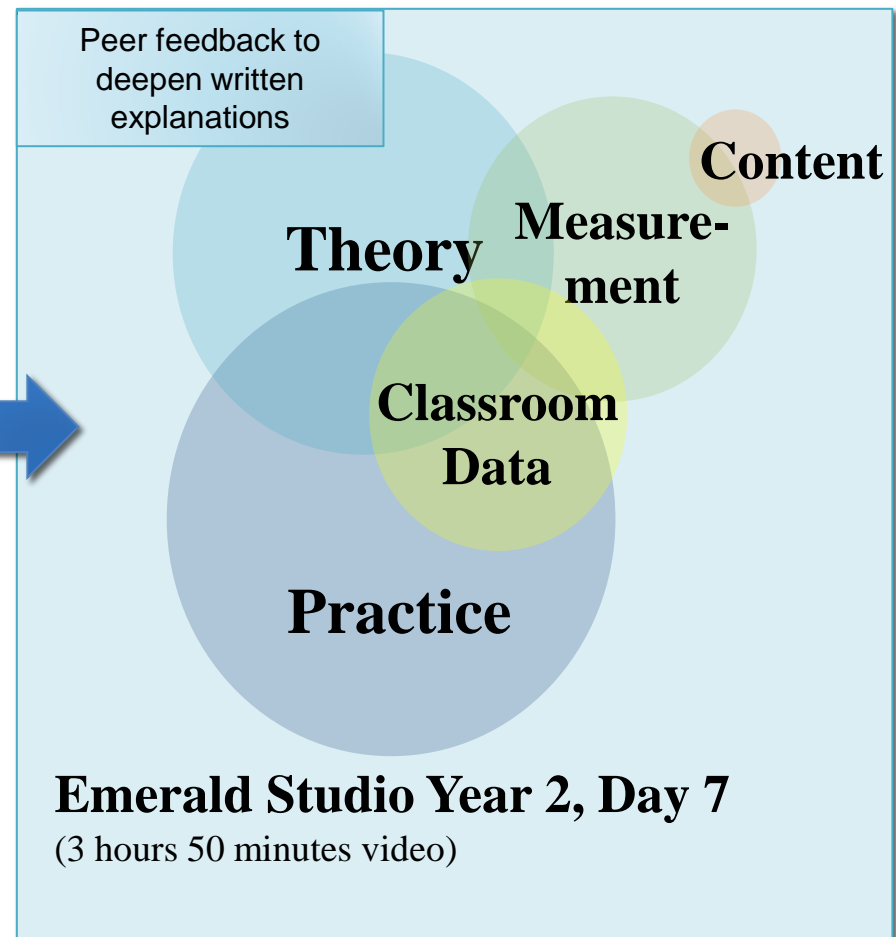 Peer feedback to
deepen written
explanations
Content
Measure-
ment
Theory
Classroom
Data
Practice
Emerald Studio Year 2, Day 7
(3 hours 50 minutes video)